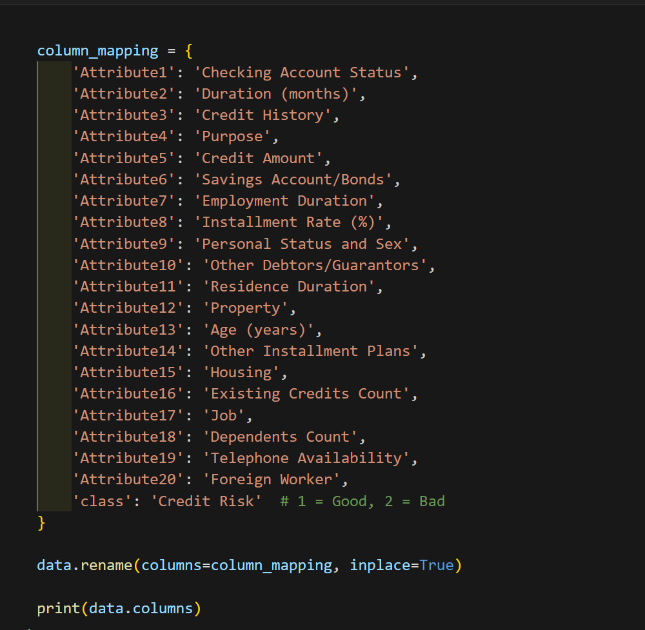 column_mapping = {
    'Attribute1': 'Checking Account Status',
    'Attribute2': 'Duration (months)',
    'Attribute3': 'Credit History',
    'Attribute4': 'Purpose',
    'Attribute5': 'Credit Amount',
    'Attribute6': 'Savings Account/Bonds',
    'Attribute7': 'Employment Duration',
    'Attribute8': 'Installment Rate (%)',
    'Attribute9': 'Personal Status and Sex',
    'Attribute10': 'Other Debtors/Guarantors',
    'Attribute11': 'Residence Duration',
    'Attribute12': 'Property',
    'Attribute13': 'Age (years)',
    'Attribute14': 'Other Installment Plans',
    'Attribute15': 'Housing',
    'Attribute16': 'Existing Credits Count',
    'Attribute17': 'Job',
    'Attribute18': 'Dependents Count',
    'Attribute19': 'Telephone Availability',
    'Attribute20': 'Foreign Worker',
    'class': 'Credit Risk'  # 1 = Good, 2 = Bad
}
data.rename(columns=column_mapping, inplace=True)
print(data.columns)